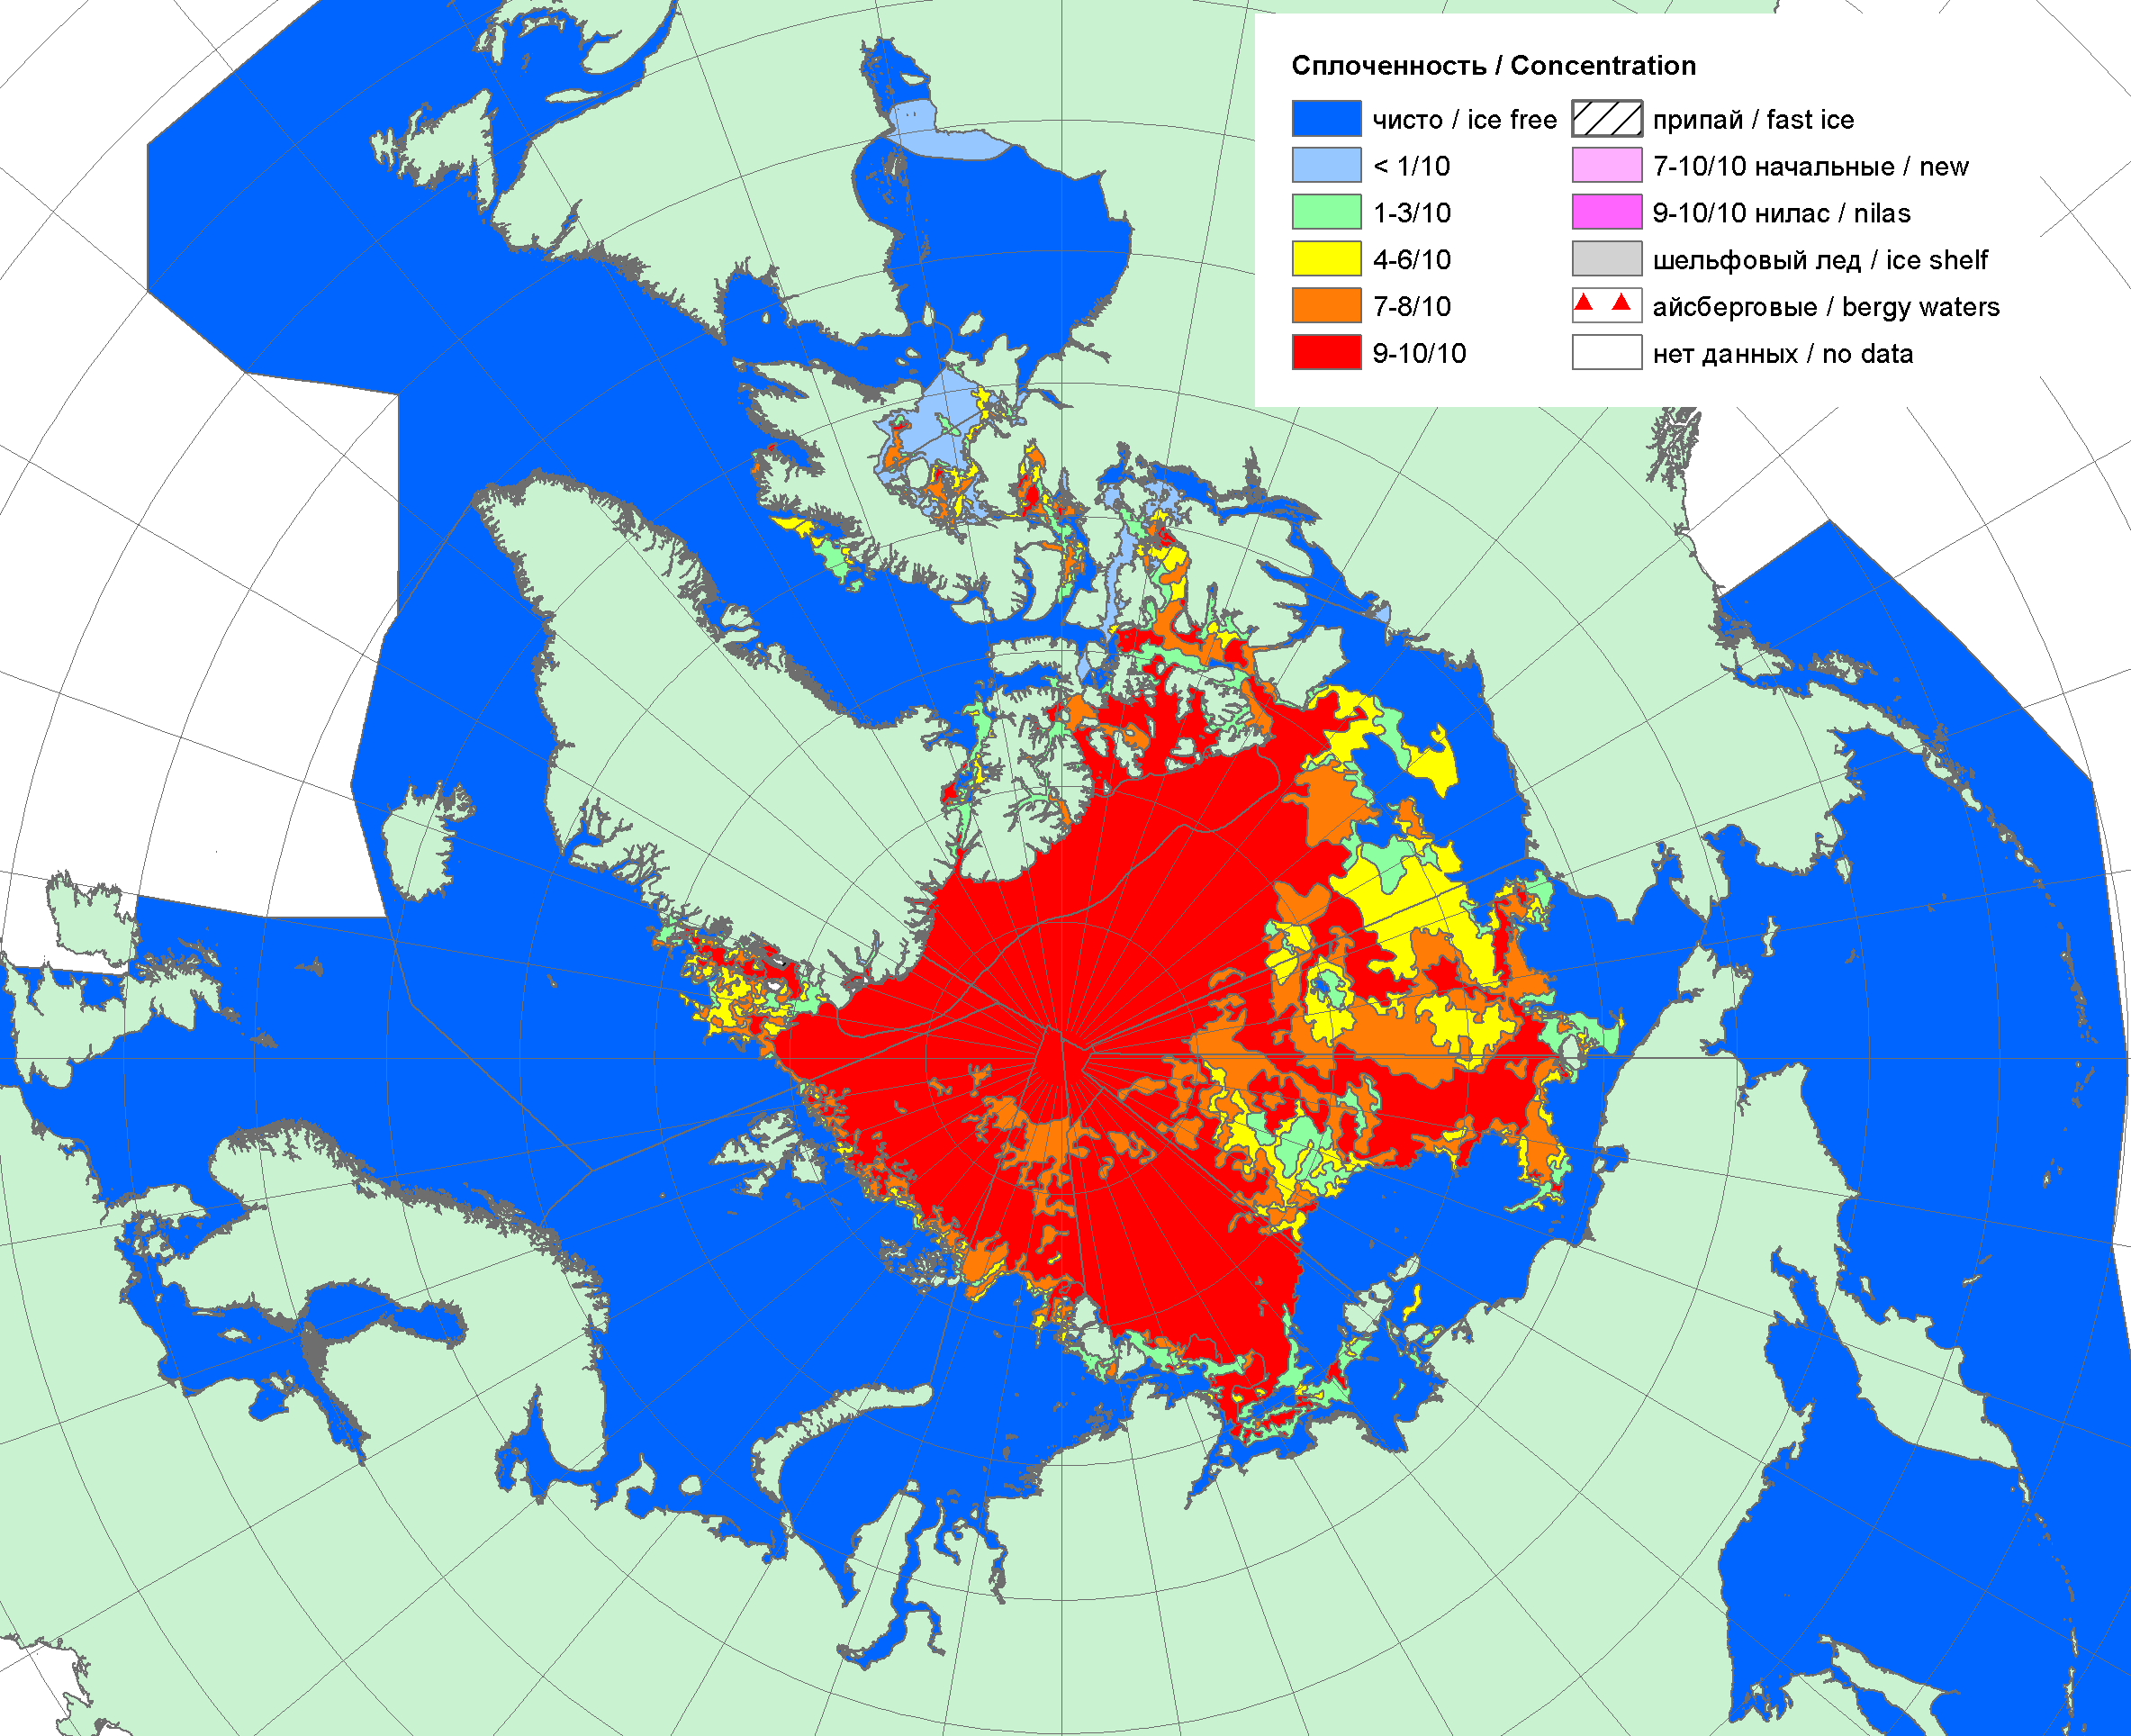 Сплоченность / Concentration
чисто / ice free
< 1/10
1-3/10
4-6/10
7-8/10
9-10/10
припай / fast ice
7-10/10 начальные / new
9-10/10 нилас / nilas
шельфовый лед / ice shelf
айсберговые / bergy waters
нет данных / no data